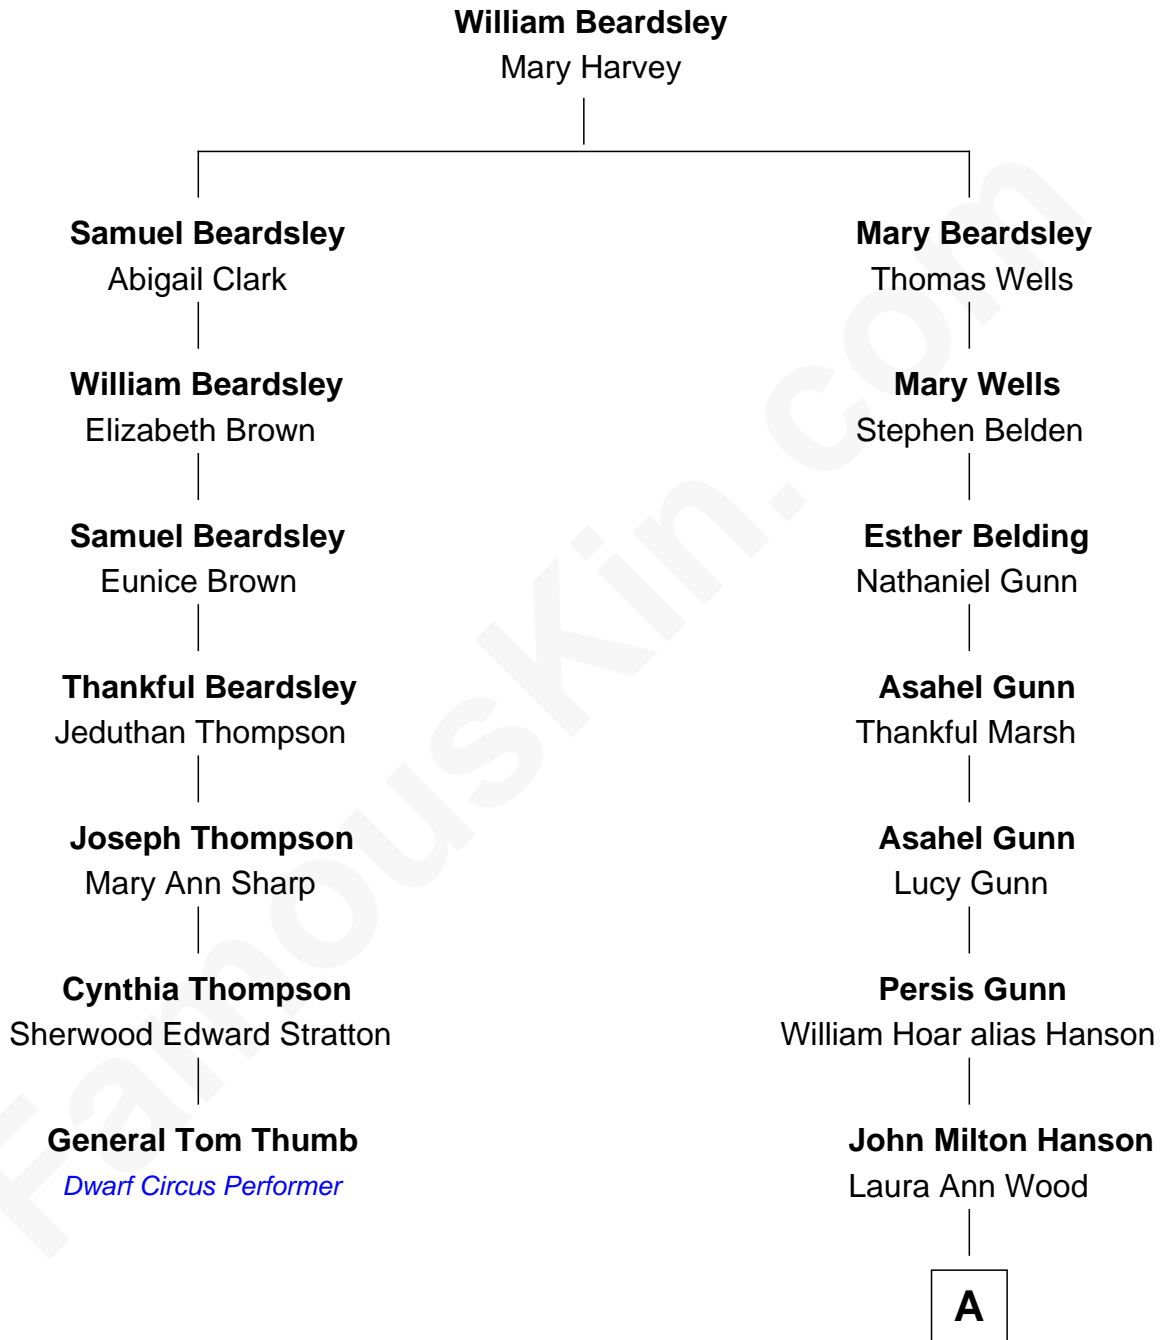 William Beardsley
Mary Harvey
Samuel Beardsley
Abigail Clark
Mary Beardsley
Thomas Wells
William Beardsley
Elizabeth Brown
Mary Wells
Stephen Belden
Samuel Beardsley
Eunice Brown
Esther Belding
Nathaniel Gunn
Thankful Beardsley
Jeduthan Thompson
Asahel Gunn
Thankful Marsh
Joseph Thompson
Mary Ann Sharp
Asahel Gunn
Lucy Gunn
Cynthia Thompson
Sherwood Edward Stratton
Persis Gunn
William Hoar alias Hanson
General Tom Thumb
Dwarf Circus Performer
John Milton Hanson
Laura Ann Wood
A
FamousKin.com